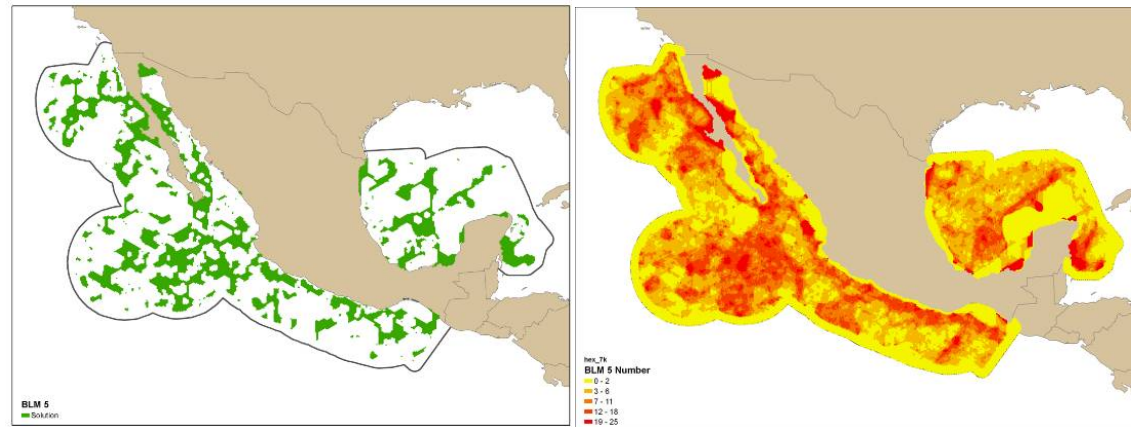 BLM 5
Solution
hex_7k
BLM 5 Number
0 - 2
3 - 6
7 - 11
12 - 18
19 - 25